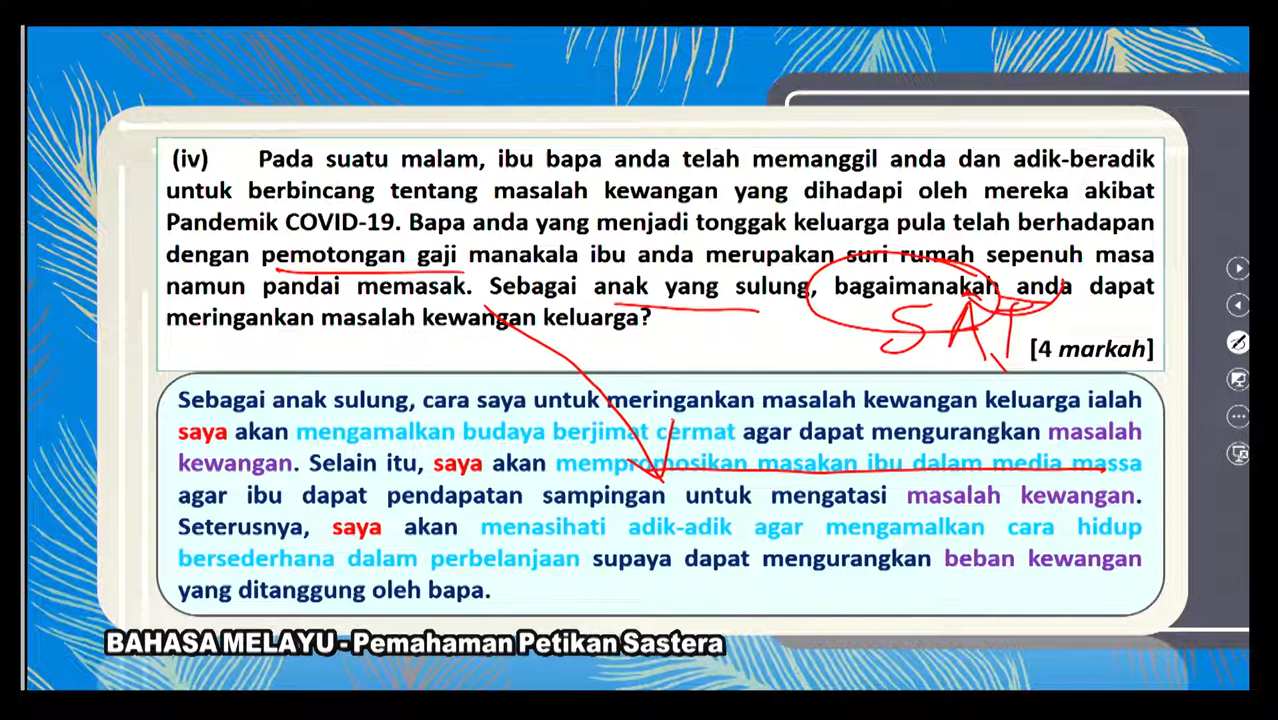 (iv) Pada suatu malam, ibu bapa anda telah memanggil anda dan adik-beradik
untuk berbincang tentang masalah kewangan yang dihadapi oleh mereka akibat
Pandemik COVID-19. Bapa anda yang menjadi tonggak keluarga pula telah berhadapan
dengan pemotongan gaji manakala ibu anda merupakan suri rumah sepenuh masa
namun pandai memasak. Sebagai anak yang sulung, bagaimanakah anda dapat
meringankan masalah kewangan keluarga?
SAT
[4 markah]
Sebagai anak sulung, cara saya untuk meringankan masalah kewangan keluarga ialah
saya akan mengamalkan budaya berjimat cermat agar dapat mengurangkan masalah
kewangan. Selain itu, saya akan mempromosikan masakan ibu dalam media massa
agar ibu dapat pendapatan sampingan untuk mengatasi masalah kewangan.
Seterusnya, saya akan menasihati adik-adik agar mengamalkan cara hidup
bersederhana dalam perbelanjaan supaya dapat mengurangkan beban kewangan
yang ditanggung oleh bapa.
BAHASA MELAYU - Pemahaman Petikan Sastera